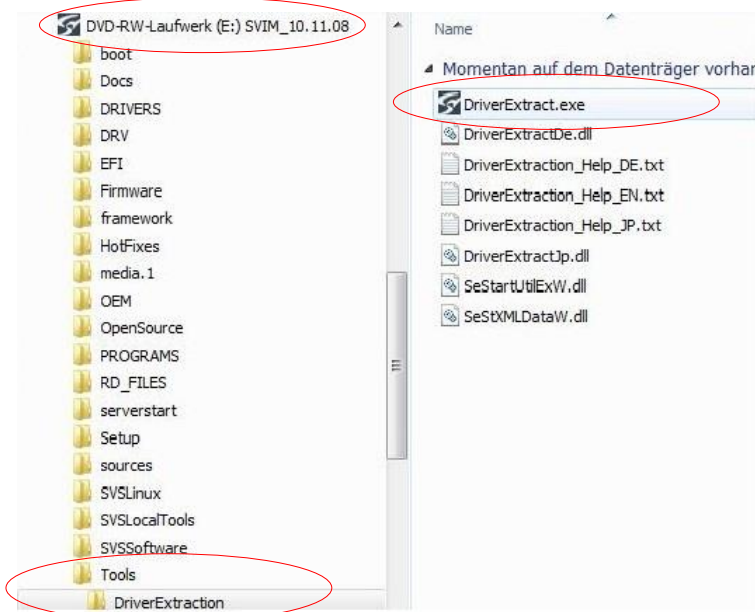 DVD-RW-Laufwerk (E:) SVIM_10.11.08
boot
Docs
DRIVERS
DRV
EFI
Firmware
framework
HotFixes
media.1
OEM
OpenSource
PROGRAMS
RD_FILES
serverstart
Setup
sources
SVSLinux
SVSLocalTools
SVSSoftware
Tools
DriverExtraction
Name
Momentan auf dem Datenträger vorhar
DriverExtract.exe
DriverExtractDe.dll
DriverExtraction_Help_DE.txt
DriverExtraction_Help_EN.txt
DriverExtraction_Help_JP.txt
DriverExtractJp.dll
SeStartUtilExW.dll
SeStXMLDataW.dll